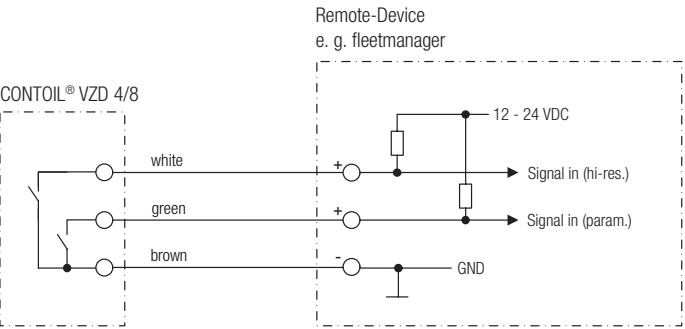 Remote-Device
e. g. fleetmanager
CONTOIL® VZD 4/8
12 - 24 VDC
white
+
Signal in (hi-res.)
green
+
Signal in (param.)
brown
-
GND